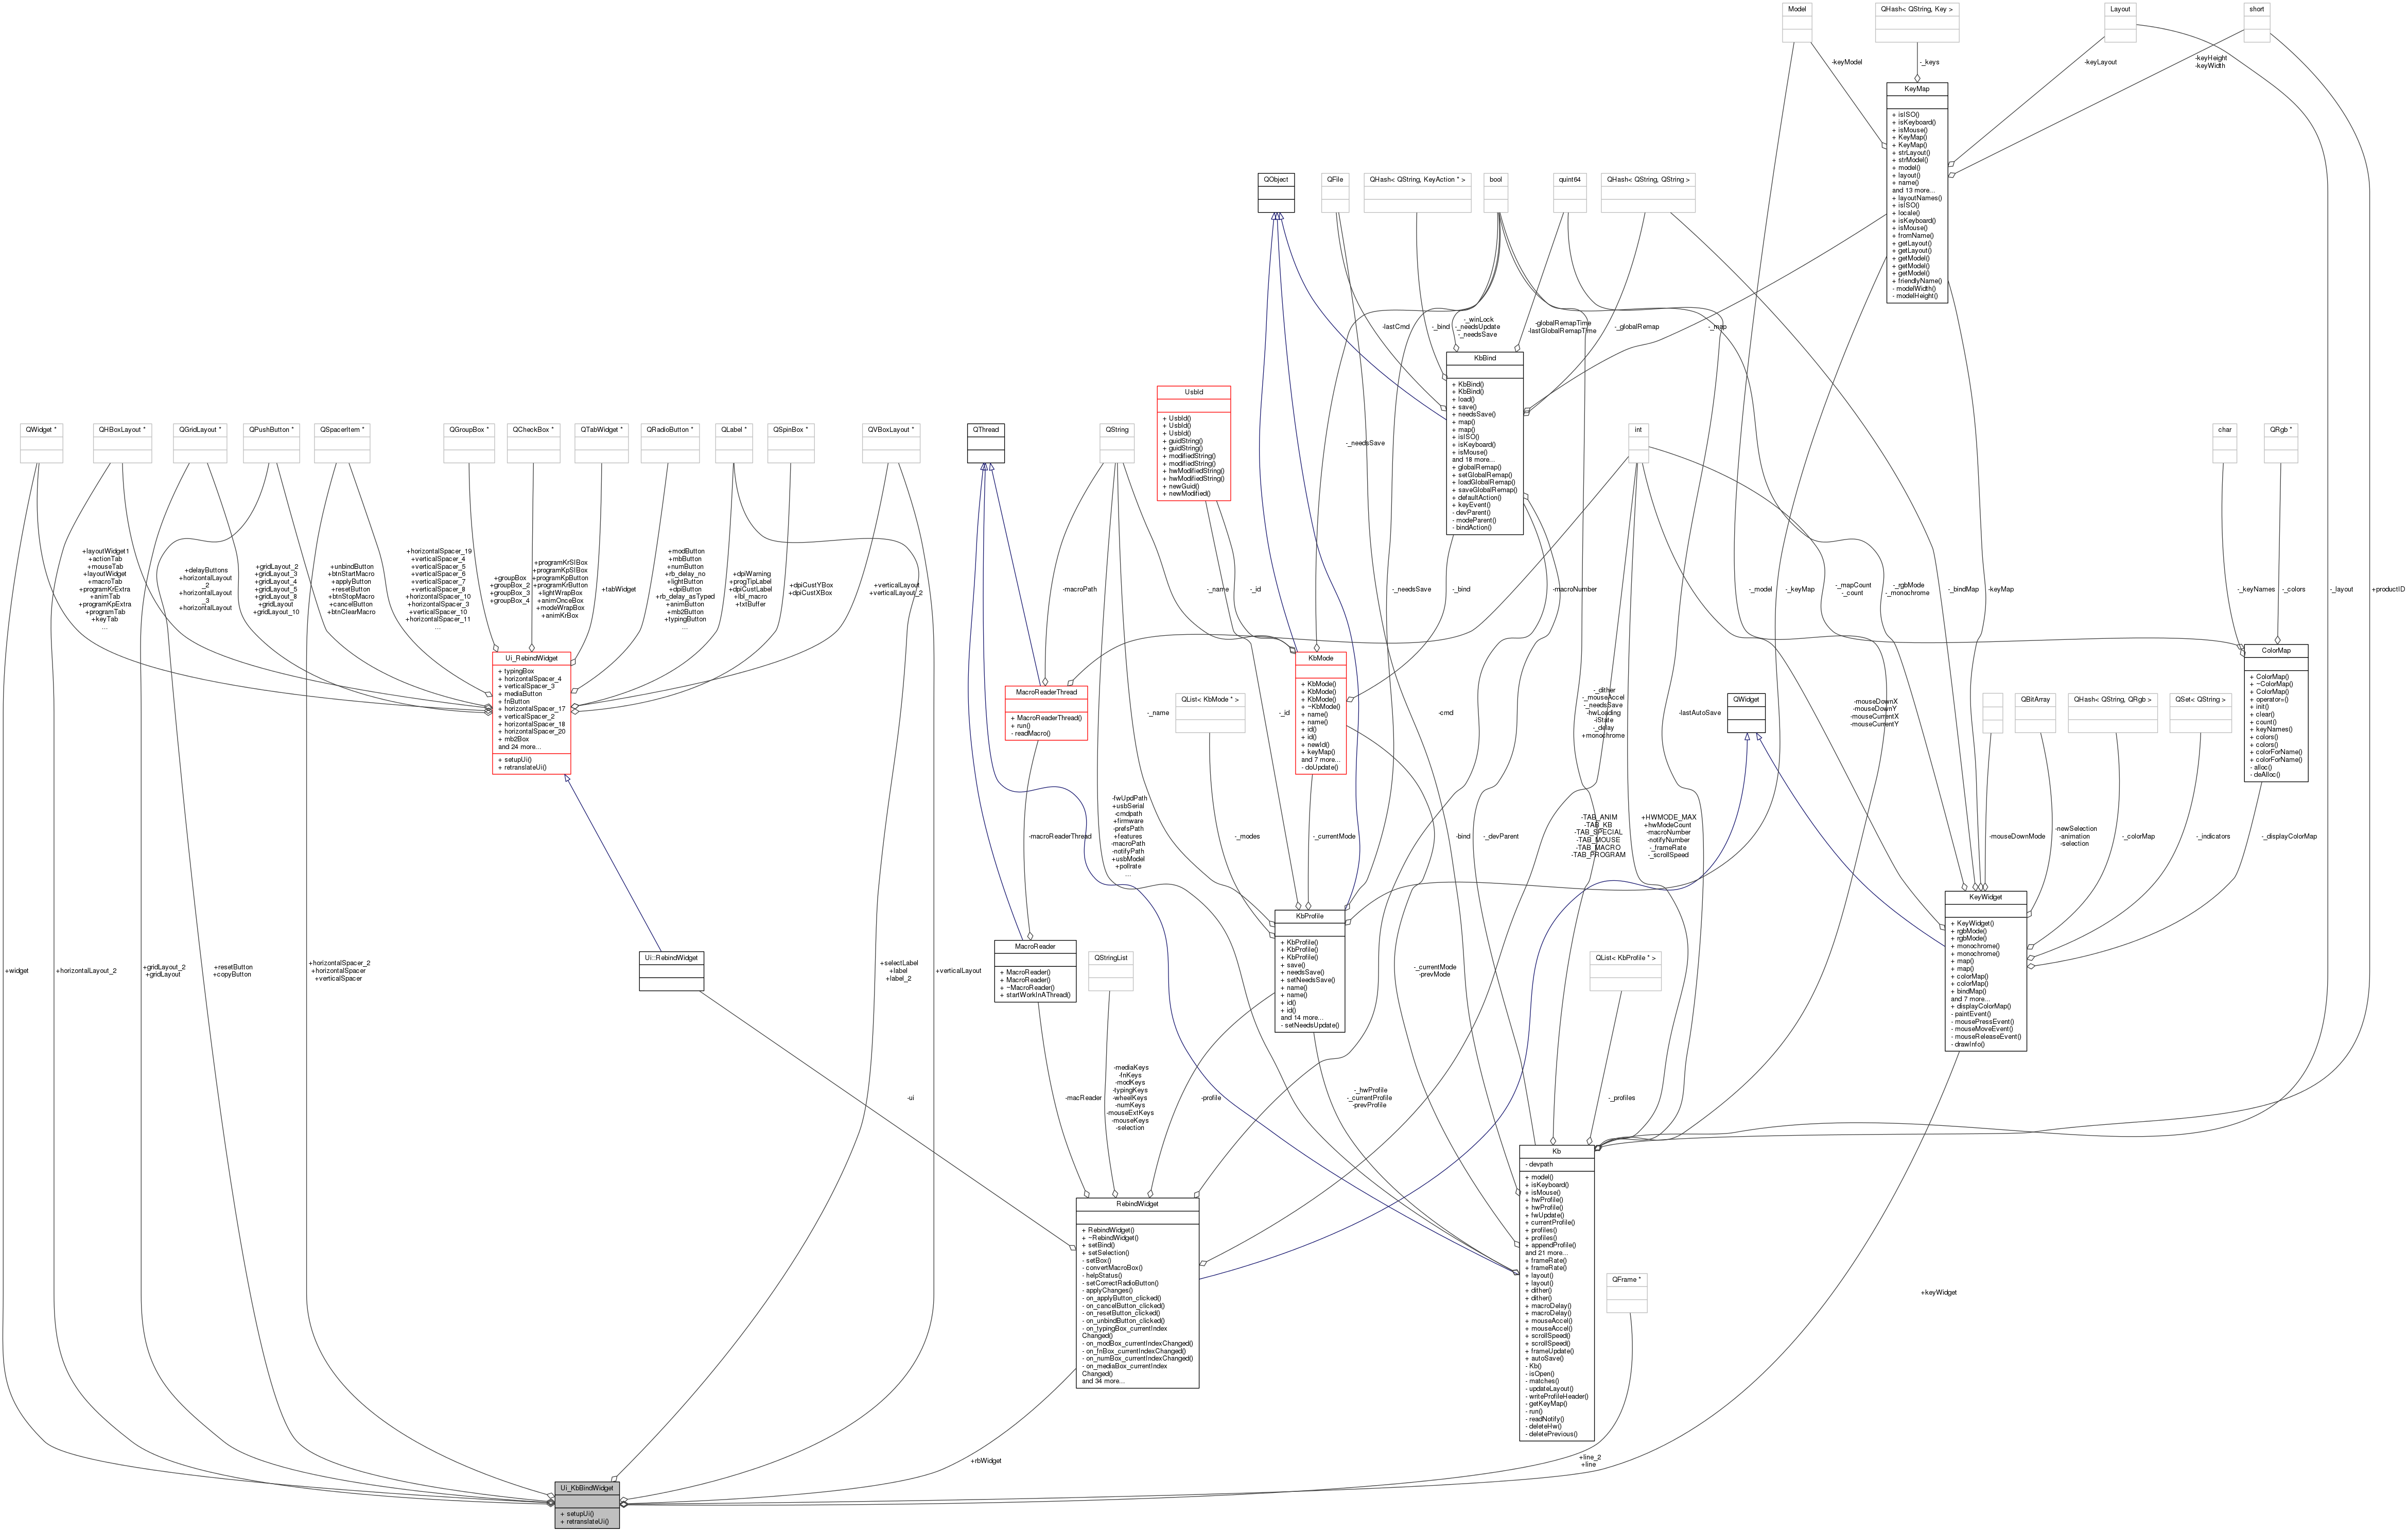 Model
QHash< QString, Key >
Layout
short
-keyModel
-_keys
-keyLayout
-keyHeight
-keyWidth
KeyMap
+ isISO()
+ isKeyboard()
+ isMouse()
+ KeyMap()
+ KeyMap()
+ strLayout()
+ strModel()
+ model()
+ layout()
+ name()
and 13 more...
+ layoutNames()
+ isISO()
+ locale()
+ isKeyboard()
+ isMouse()
+ fromName()
+ getLayout()
+ getLayout()
+ getModel()
+ getModel()
+ getModel()
+ friendlyName()
- modelWidth()
- modelHeight()
QObject
QFile
QHash< QString, KeyAction * >
bool
quint64
QHash< QString, QString >
-lastCmd
-_bind
-_winLock
-_needsUpdate
-_needsSave
-globalRemapTime
-lastGlobalRemapTime
-_globalRemap
-_map
KbBind
+ KbBind()
+ KbBind()
+ load()
+ save()
+ needsSave()
+ map()
+ map()
+ isISO()
+ isKeyboard()
+ isMouse()
and 18 more...
+ globalRemap()
+ setGlobalRemap()
+ loadGlobalRemap()
+ saveGlobalRemap()
+ defaultAction()
+ keyEvent()
- devParent()
- modeParent()
- bindAction()
UsbId
+ UsbId()
+ UsbId()
+ UsbId()
+ guidString()
+ guidString()
+ modifiedString()
+ modifiedString()
+ hwModifiedString()
+ hwModifiedString()
+ newGuid()
+ newModified()
-_needsSave
QWidget *
QHBoxLayout *
QGridLayout *
QPushButton *
QSpacerItem *
QGroupBox *
QCheckBox *
QTabWidget *
QRadioButton *
QLabel *
QSpinBox *
QVBoxLayout *
QThread
QString
int
char
QRgb *
+layoutWidget1
+actionTab
+mouseTab
+layoutWidget
+macroTab
+programKrExtra
+animTab
+programKpExtra
+programTab
+keyTab
...
+delayButtons
+horizontalLayout
_2
+horizontalLayout
_3
+horizontalLayout
+gridLayout_2
+gridLayout_3
+gridLayout_4
+gridLayout_5
+gridLayout_8
+gridLayout
+gridLayout_10
+unbindButton
+btnStartMacro
+applyButton
+resetButton
+btnStopMacro
+cancelButton
+btnClearMacro
+horizontalSpacer_19
+verticalSpacer_4
+verticalSpacer_5
+verticalSpacer_6
+verticalSpacer_7
+verticalSpacer_8
+horizontalSpacer_10
+horizontalSpacer_3
+verticalSpacer_10
+horizontalSpacer_11
...
+groupBox
+groupBox_2
+groupBox_3
+groupBox_4
+programKrSIBox
+programKpSIBox
+programKpButton
+programKrButton
+lightWrapBox
+animOnceBox
+modeWrapBox
+animKrBox
+tabWidget
+modButton
+mbButton
+numButton
+rb_delay_no
+lightButton
+dpiButton
+rb_delay_asTyped
+animButton
+mb2Button
+typingButton
...
+dpiWarning
+progTipLabel
+dpiCustLabel
+lbl_macro
+txtBuffer
+dpiCustYBox
+dpiCustXBox
+verticalLayout
+verticalLayout_2
-macroPath
-_name
-_id
-_needsSave
-_bind
-macroNumber
-_model
-_keyMap
-_mapCount
-_count
-_rgbMode
-_monochrome
-_bindMap
-keyMap
-_keyNames
-_colors
-_layout
+productID
Ui_RebindWidget
+ typingBox
+ horizontalSpacer_4
+ verticalSpacer_3
+ mediaButton
+ fnButton
+ horizontalSpacer_17
+ verticalSpacer_2
+ horizontalSpacer_18
+ horizontalSpacer_20
+ mb2Box
and 24 more...
+ setupUi()
+ retranslateUi()
MacroReaderThread
+ MacroReaderThread()
+ run()
- readMacro()
KbMode
+ KbMode()
+ KbMode()
+ KbMode()
+ ~KbMode()
+ name()
+ name()
+ id()
+ id()
+ newId()
+ keyMap()
and 7 more...
- doUpdate()
ColorMap
+ ColorMap()
+ ~ColorMap()
+ ColorMap()
+ operator=()
+ init()
+ clear()
+ count()
+ keyNames()
+ colors()
+ colors()
+ colorForName()
+ colorForName()
- alloc()
- deAlloc()
QList< KbMode * >
QWidget
QBitArray
QHash< QString, QRgb >
QSet< QString >
-_name
-_id
-cmd
-_dither
-_mouseAccel
-_needsSave
-hwLoading
-iState
-_delay
+monochrome
-lastAutoSave
-mouseDownX
-mouseDownY
-mouseCurrentX
-mouseCurrentY
-macroReaderThread
-fwUpdPath
+usbSerial
-cmdpath
+firmware
-prefsPath
+features
-macroPath
-notifyPath
+usbModel
+pollrate
...
-_modes
-_currentMode
-bind
-_devParent
-TAB_ANIM
-TAB_KB
-TAB_SPECIAL
-TAB_MOUSE
-TAB_MACRO
-TAB_PROGRAM
+HWMODE_MAX
+hwModeCount
-macroNumber
-notifyNumber
-_frameRate
-_scrollSpeed
-mouseDownMode
-newSelection
-animation
-selection
-_colorMap
-_indicators
-_displayColorMap
KeyWidget
+ KeyWidget()
+ rgbMode()
+ rgbMode()
+ monochrome()
+ monochrome()
+ map()
+ map()
+ colorMap()
+ colorMap()
+ bindMap()
and 7 more...
+ displayColorMap()
- paintEvent()
- mousePressEvent()
- mouseMoveEvent()
- mouseReleaseEvent()
- drawInfo()
KbProfile
+ KbProfile()
+ KbProfile()
+ KbProfile()
+ save()
+ needsSave()
+ setNeedsSave()
+ name()
+ name()
+ id()
+ id()
and 14 more...
- setNeedsUpdate()
MacroReader
+ MacroReader()
+ MacroReader()
+ ~MacroReader()
+ startWorkInAThread()
Ui::RebindWidget
QStringList
QList< KbProfile * >
+widget
+horizontalLayout_2
+gridLayout_2
+gridLayout
+resetButton
+copyButton
+horizontalSpacer_2
+horizontalSpacer
+verticalSpacer
+selectLabel
+label
+label_2
+verticalLayout
-_currentMode
-prevMode
-ui
-macReader
-mediaKeys
-fnKeys
-modKeys
-typingKeys
-wheelKeys
-numKeys
-mouseExtKeys
-mouseKeys
-selection
-profile
-_hwProfile
-_currentProfile
-prevProfile
-_profiles
Kb
- devpath
+ model()
+ isKeyboard()
+ isMouse()
+ hwProfile()
+ hwProfile()
+ fwUpdate()
+ currentProfile()
+ profiles()
+ profiles()
+ appendProfile()
and 21 more...
+ frameRate()
+ frameRate()
+ layout()
+ layout()
+ dither()
+ dither()
+ macroDelay()
+ macroDelay()
+ mouseAccel()
+ mouseAccel()
+ scrollSpeed()
+ scrollSpeed()
+ frameUpdate()
+ autoSave()
- Kb()
- isOpen()
- matches()
- updateLayout()
- writeProfileHeader()
- getKeyMap()
- run()
- readNotify()
- deleteHw()
- deletePrevious()
RebindWidget
+ RebindWidget()
+ ~RebindWidget()
+ setBind()
+ setSelection()
- setBox()
- convertMacroBox()
- helpStatus()
- setCorrectRadioButton()
- applyChanges()
- on_applyButton_clicked()
- on_cancelButton_clicked()
- on_resetButton_clicked()
- on_unbindButton_clicked()
- on_typingBox_currentIndex
Changed()
- on_modBox_currentIndexChanged()
- on_fnBox_currentIndexChanged()
- on_numBox_currentIndexChanged()
- on_mediaBox_currentIndex
Changed()
and 34 more...
QFrame *
+keyWidget
+rbWidget
+line_2
+line
Ui_KbBindWidget
+ setupUi()
+ retranslateUi()